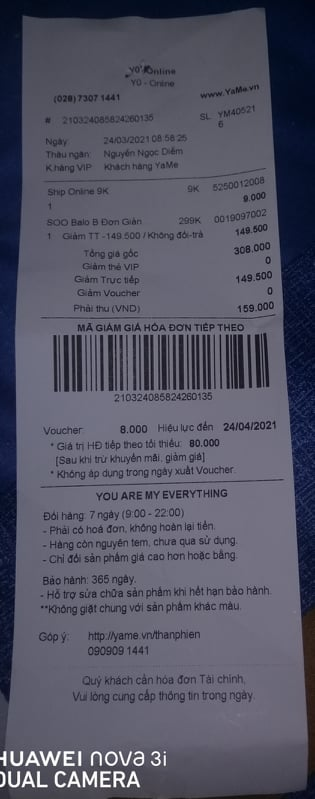 YO' Online
Y0 - Online
(028) 7307 1441 www.YaMe.vn
# 210324085824260135 SL YM40521
6
Ngày 24/03/2021 08:58:25
Thâu ngân: Nguyễn Ngọc Diễm
K.hàng VIP Khách hàng YaMe
Ship Online 9K 9K 5250012008
1 9.000
SOO Balo B Đơn Giản 299K 0019097002
1 Giảm TT -149.500 / Không đổi-trả 149.500
Tổng giá gốc 308.000
Giảm thẻ VIP 0
Giảm Trực tiếp 149.500
Giảm Voucher 0
Phải thu (VND) 159.000
MÃ GIẢM GIÁ HÓA ĐƠN TIẾP THEO
210324085824260135
Voucher: 8.000 Hiệu lực đến 24/04/2021
* Giá trị HĐ tiếp theo tối thiểu: 80.000
[Sau khi trừ khuyến mãi, giảm giá]
* Không áp dụng trong ngày xuất Voucher.
YOU ARE MY EVERYTHING
Đổi hàng: 7 ngày (9:00 - 22:00)
- Phải có hoá đơn, không hoàn lại tiền.
- Hàng còn nguyên tem, chưa qua sử dụng.
- Chỉ đổi sản phẩm giá cao hơn hoặc bằng.
Bảo hành: 365 ngày.
- Hỗ trợ sửa chữa sản phẩm khi hết hạn bảo hành.
**Không giặt chung với sản phẩm khác màu.
Góp ý: http://yame.vn/thanphien
090909 1441
Quý khách cần hóa đơn Tài chính,
Vui lòng cung cấp thông tin trong ngày.
HUAWEI nova 3i
DUAL CAMERA